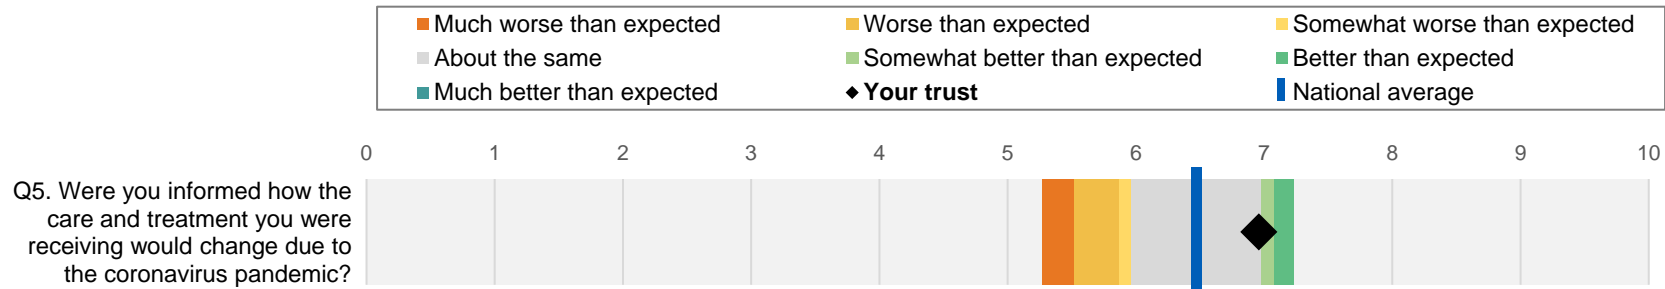 Much worse than expected
Worse than expected
Somewhat worse than expected
About the same
Somewhat better than expected
Better than expected
Much better than expected
Your trust
National average
0 1 2 3 4 5 6 7 8 9 10
Q5. Were you informed how the
care and treatment you were
receiving would change due to
the coronavirus pandemic?